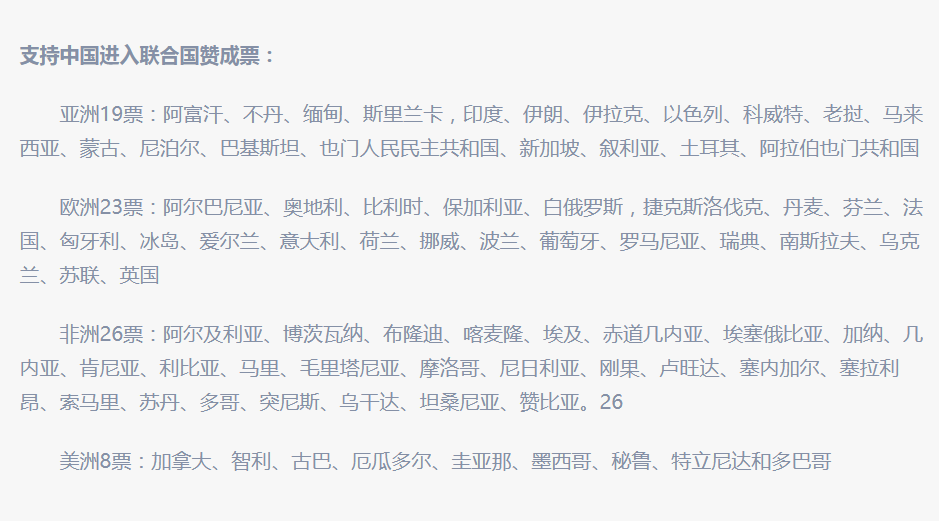 支持中国进入联合国赞成票：
亚洲19票：阿富汗、不丹、缅甸、斯里兰卡，印度、伊朗、伊拉克、以色列、科威特、老挝、马来
西亚、蒙古、尼泊尔、巴基斯坦、也门人民民主共和国、新加坡、叙利亚、土耳其、阿拉伯也门共和国
欧洲23票：阿尔巴尼亚、奥地利、比利时、保加利亚、白俄罗斯，捷克斯洛伐克、丹麦、芬兰、法
国、匈牙利、冰岛、爱尔兰、意大利、荷兰、挪威、波兰、葡萄牙、罗马尼亚、瑞典、南斯拉夫、乌克
兰、苏联、英国
非洲26票：阿尔及利亚、博茨瓦纳、布隆迪、喀麦隆、埃及、赤道几内亚、埃塞俄比亚、加纳、几
内亚、肯尼亚、利比亚、马里、毛里塔尼亚、摩洛哥、尼日利亚、刚果、卢旺达、塞内加尔、塞拉利
昂、索马里、苏丹、多哥、突尼斯、乌干达、坦桑尼亚、赞比亚。26
美洲8票：加拿大、智利、古巴、厄瓜多尔、圭亚那、墨西哥、秘鲁、特立尼达和多巴哥